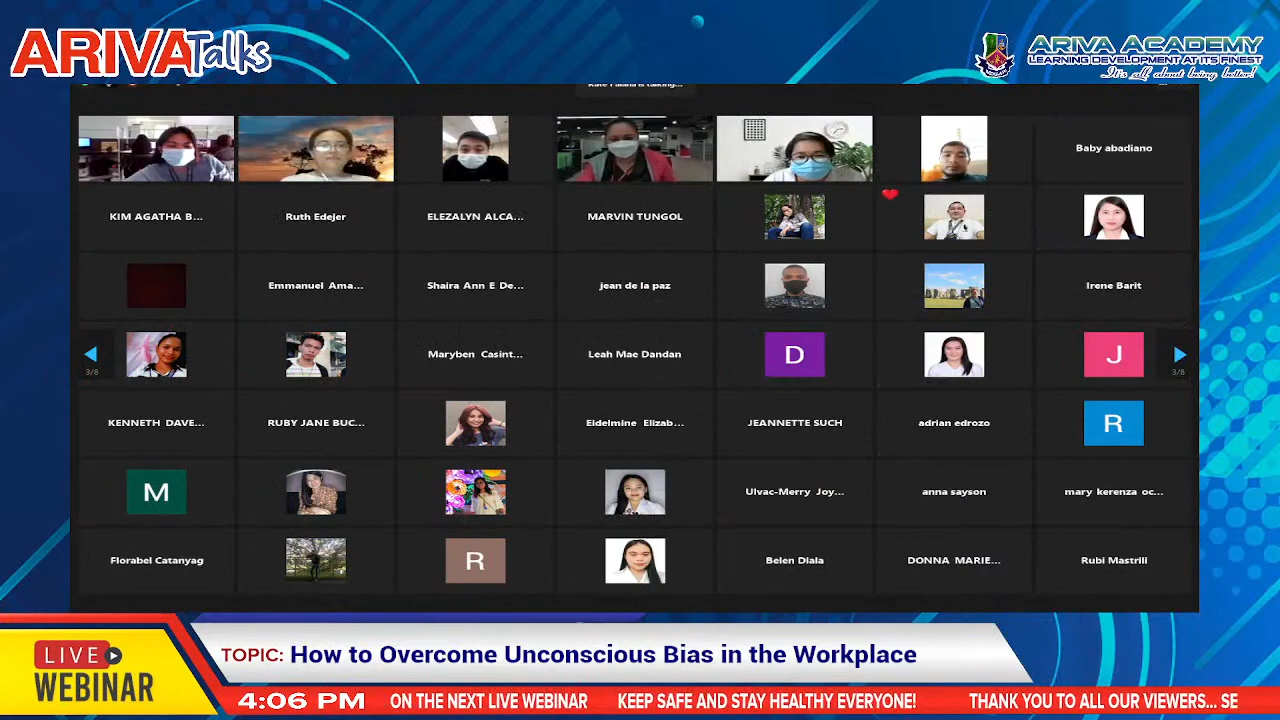 ARIVATalks
ARIVA ACADEMY
LEARNING DEVELOPMENT AT ITS FINEST
It's all about being better!
Baby abadiano
KIM AGATHA B...
Ruth Edejer
ELEZALYN ALCA...
MARVIN TUNGOL
Emmanuel Ama...
Shaira Ann E De...
jean de la paz
Irene Barit
3/8
Maryben Casint...
Leah Mae Dandan
D
J
3/8
KENNETH DAVE...
RUBY JANE BUC...
Eidelmine Elizab...
JEANNETTE SUCH
adrian edrozo
R
M
Ulvac-Merry Joy...
anna sayson
mary kerenza oc...
Florabel Catanyag
R
Belen Diala
DONNA MARIE...
Rubi Mastrili
LIVE
WEBINAR
TOPIC: How to Overcome Unconscious Bias in the Workplace
4:06 PM ON THE NEXT LIVE WEBINAR KEEP SAFE AND STAY HEALTHY EVERYONE! THANK YOU TO ALL OUR VIEWERS... SE